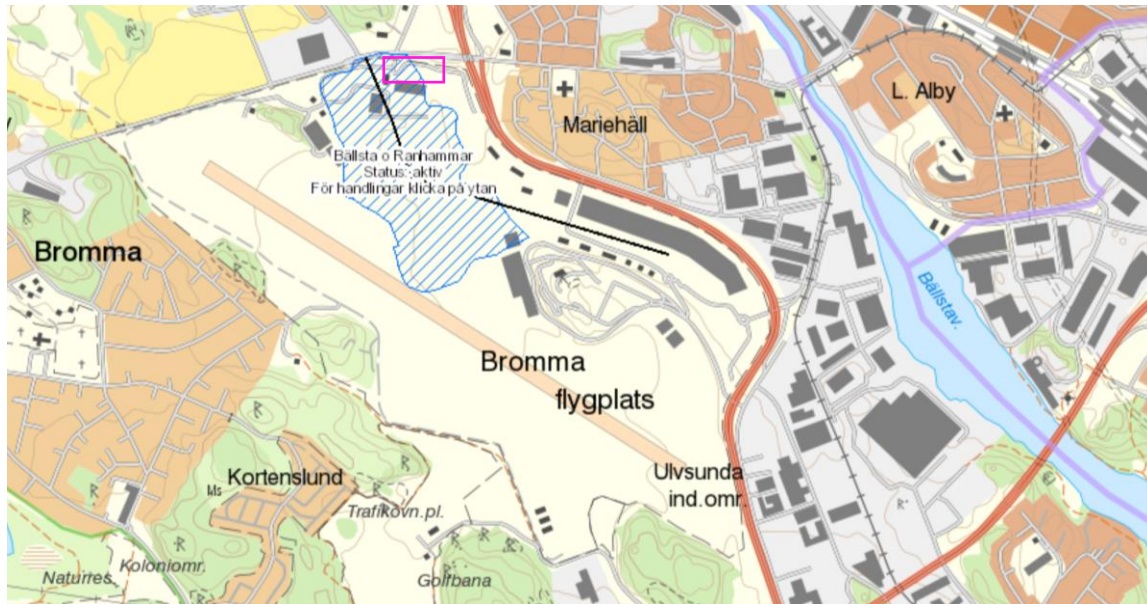 L. Alby
Mariehäll
Bällsta o Ranhammar
Status: aktiv
För handlingar klicka på ytan
Bromma
Bällstav.
Bromma
flygplats
Ulvsunda
ind.omr.
Kortenslund
Ms
Trafikövn.pl.
Koloniomr.
Naturres.
Golfbana